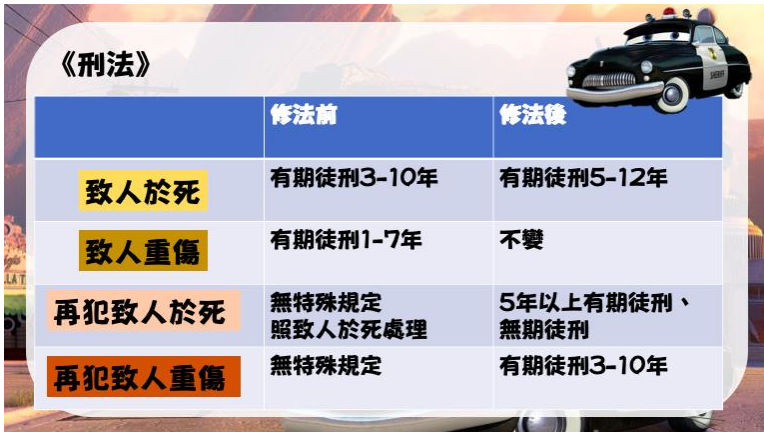 《刑法》
修法前 修法後
致人於死 有期徒刑3-10年 有期徒刑5-12年
致人重傷 有期徒刑1-7年 不變
再犯致人於死 無特殊規定 5年以上有期徒刑、
照致人於死處理 無期徒刑
再犯致人重傷 無特殊規定 有期徒刑3-10年
SHERIFF